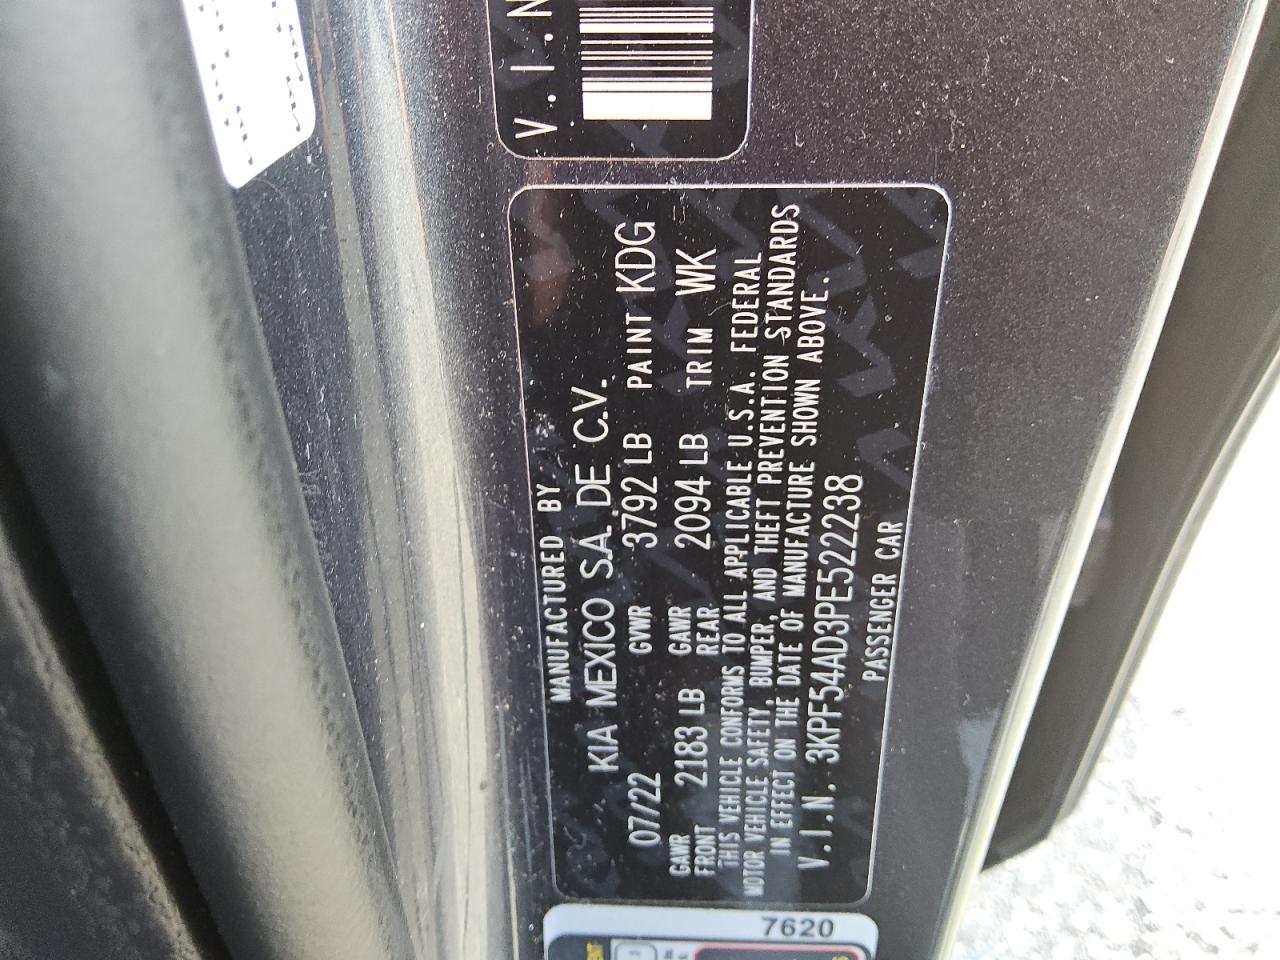 V.I.N
MANUFACTURED BY
KIA MEXICO S.A. DE C.V.
07/22 GVWR 3792 LB PAINT KDG
GAWR FRONT 2183 LB GAWR REAR 2094 LB TRIM WK
THIS VEHICLE CONFORMS TO ALL APPLICABLE U.S.A. FEDERAL
MOTOR VEHICLE SAFETY, BUMPER, AND THEFT PREVENTION STANDARDS
IN EFFECT ON THE DATE OF MANUFACTURE SHOWN ABOVE.
V.I.N. 3KPF54AD3PE522238
PASSENGER CAR
7620